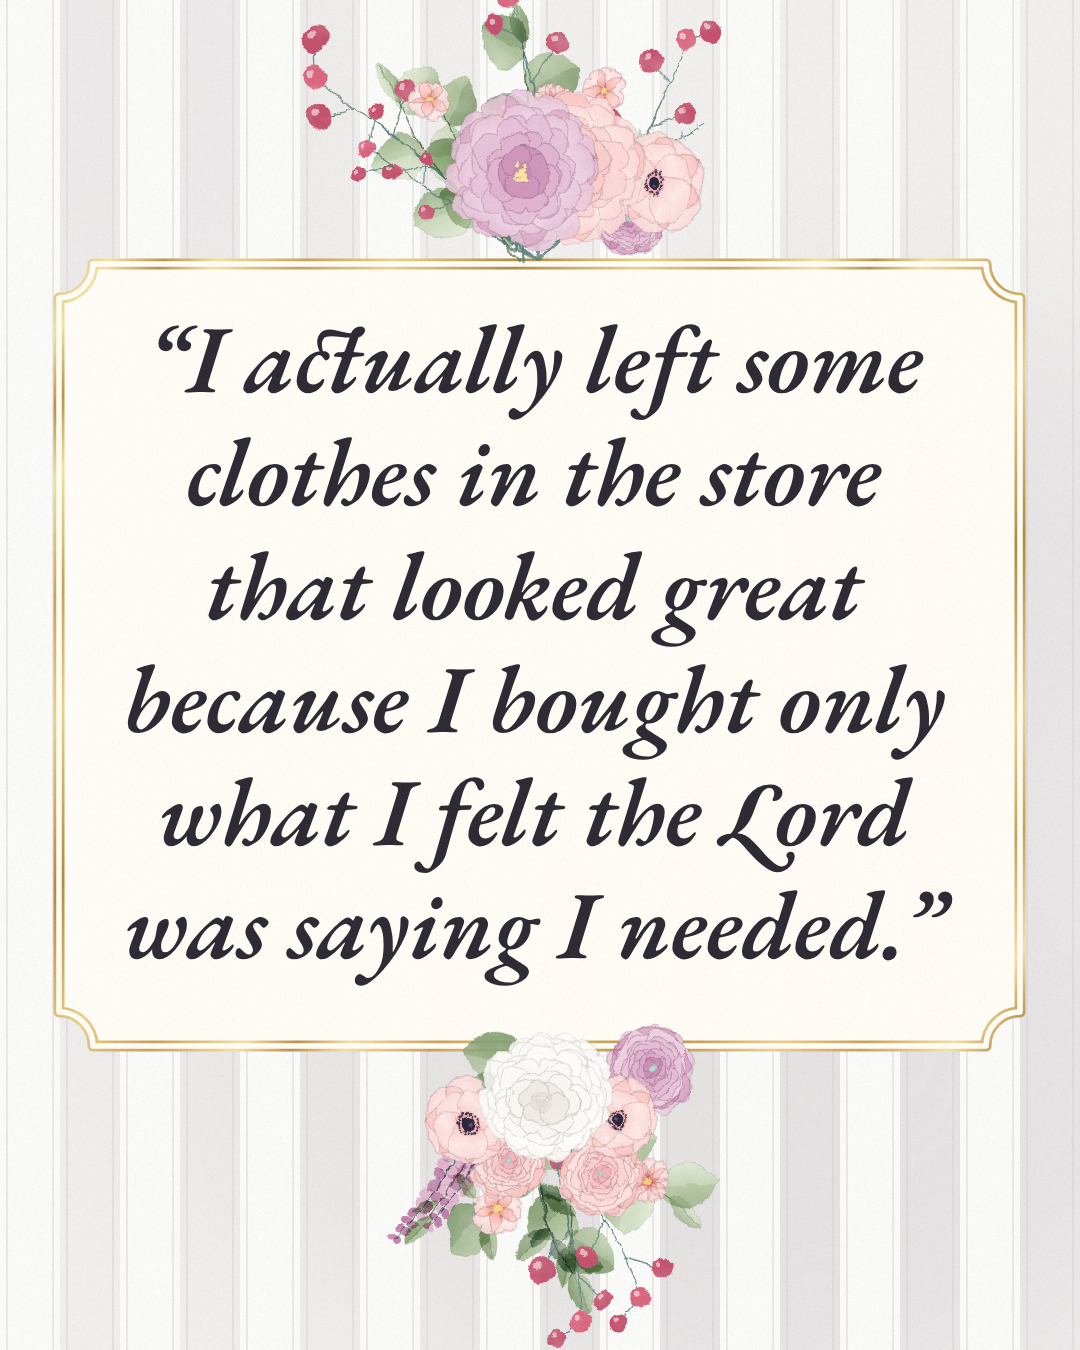 “I actually left some
clothes in the store
that looked great
because I bought only
what I felt the Lord
was saying I needed.”